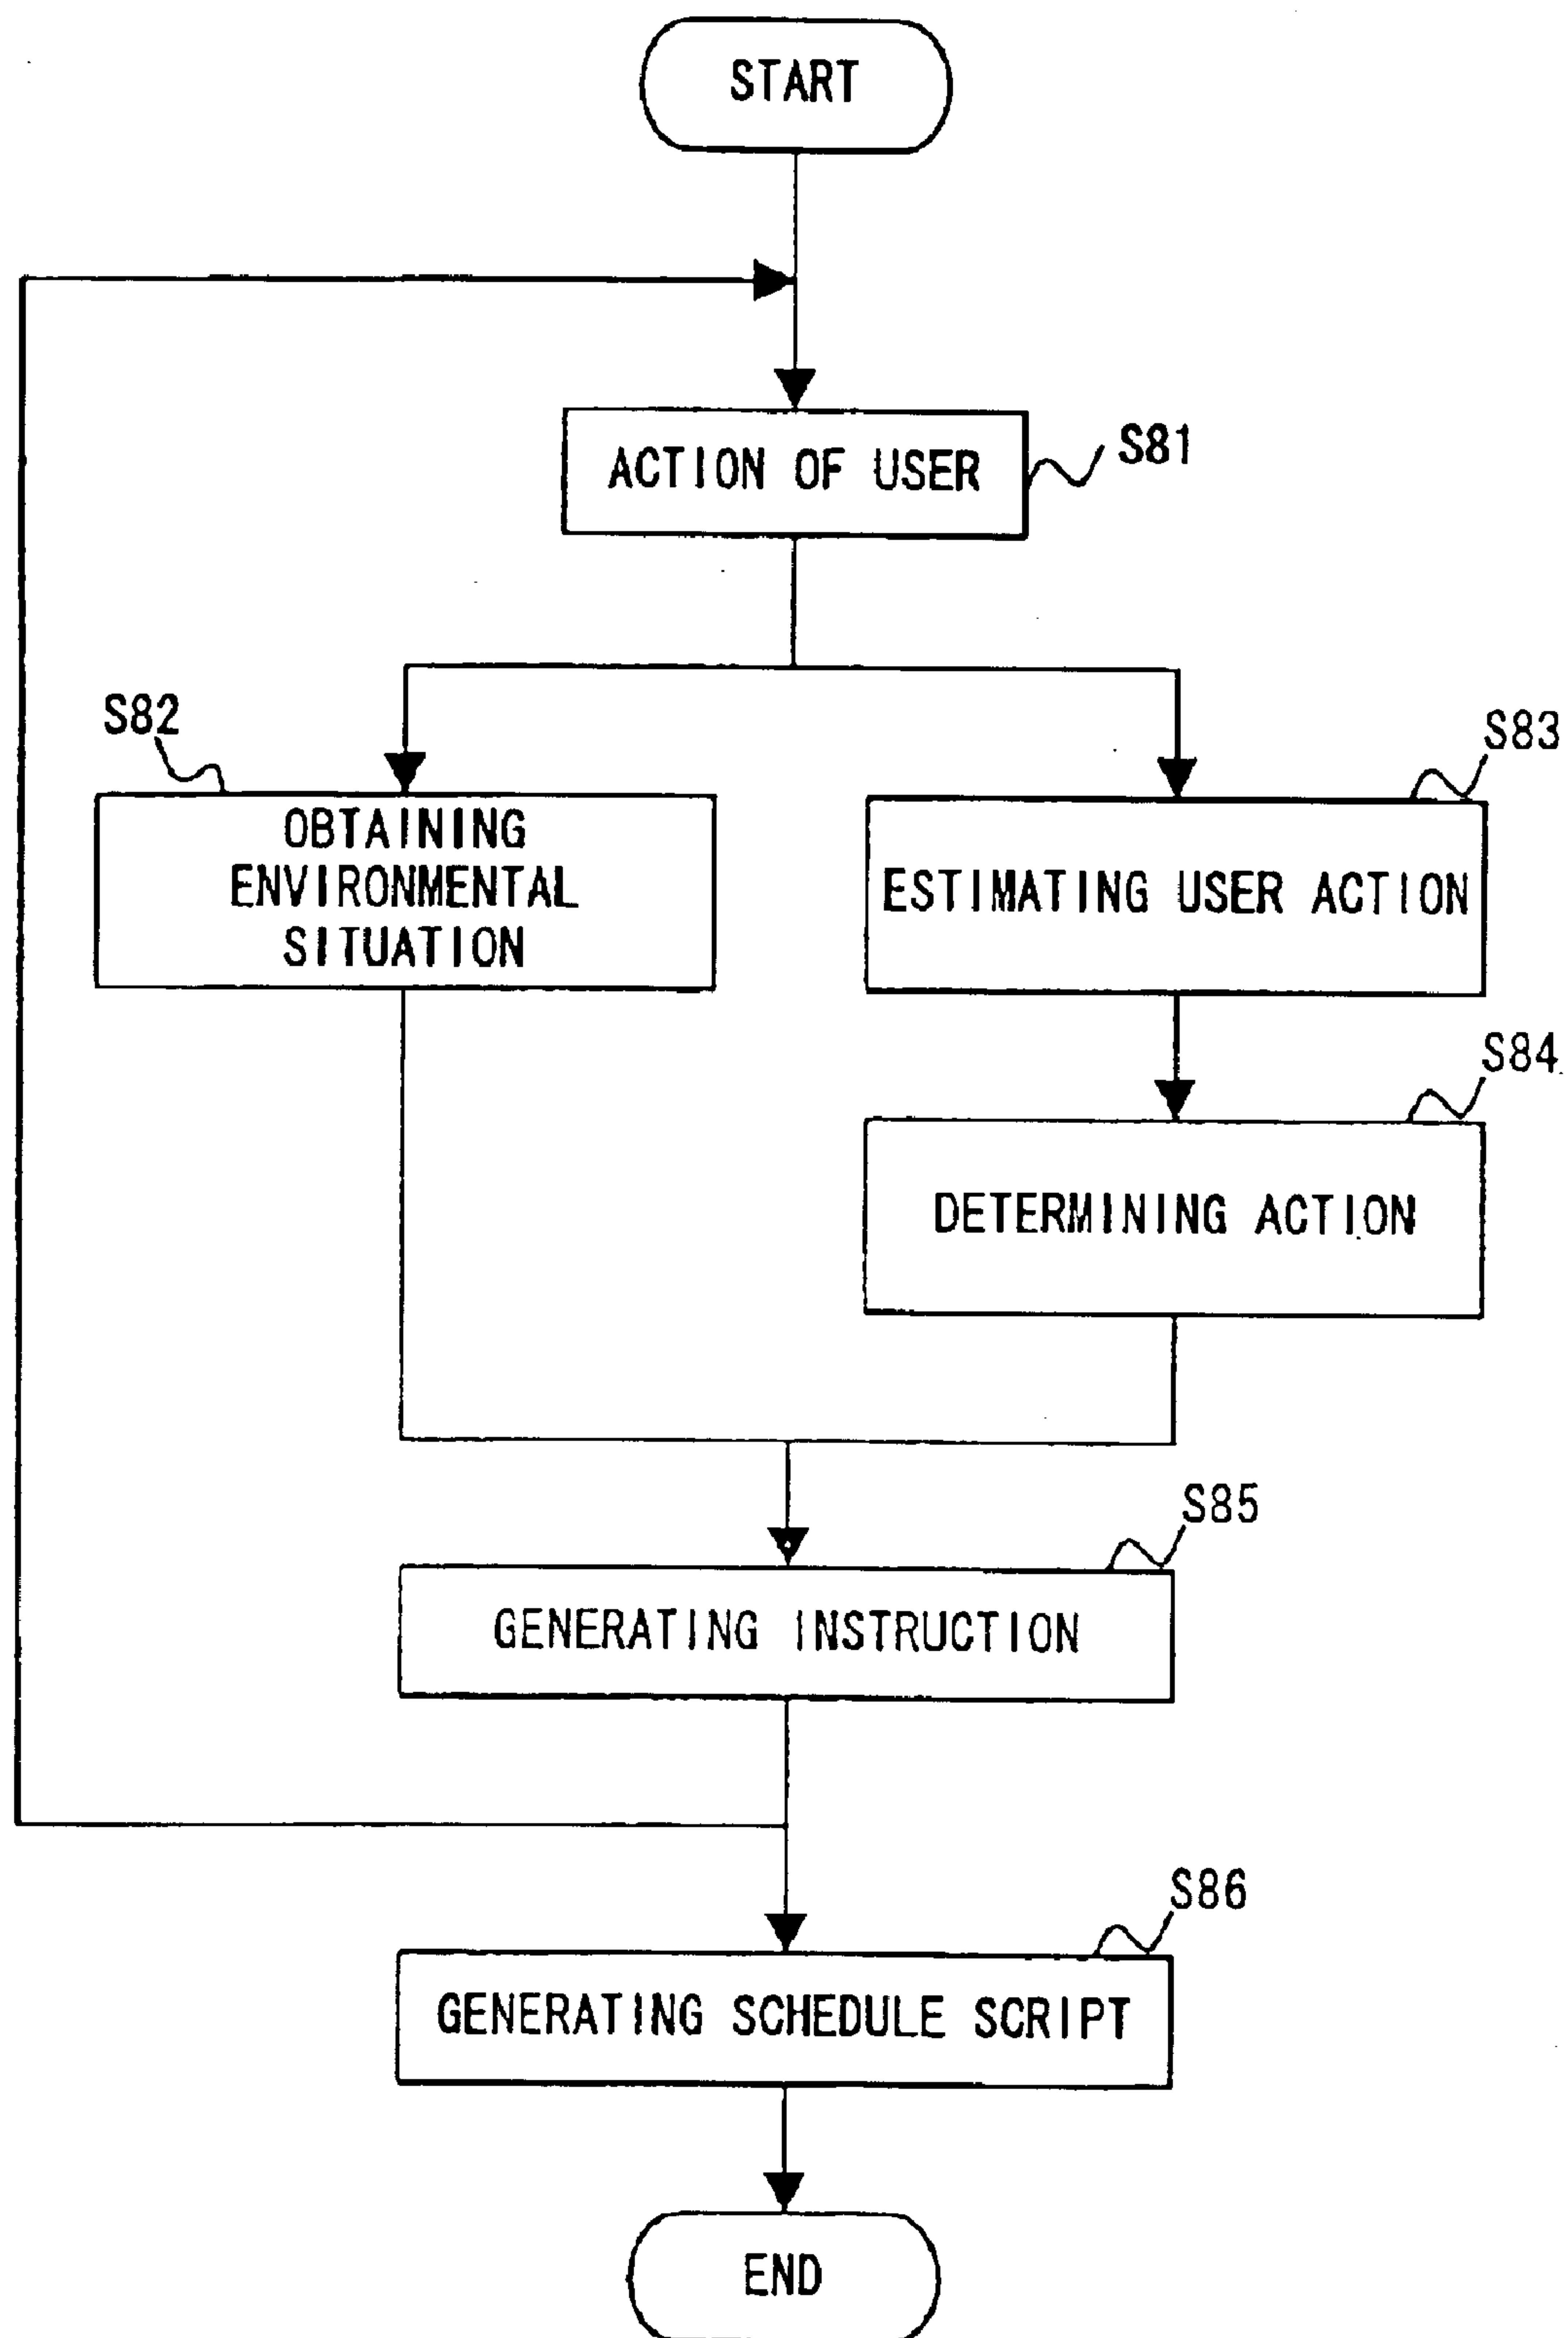 START
ACTION OF USER
S81
S82
S83
OBTAINING
ENVIRONMENTAL
SITUATION
ESTIMATING USER ACTION
S84
DETERMINING ACTION
S85
GENERATING INSTRUCTION
S86
GENERATING SCHEDULE SCRIPT
END